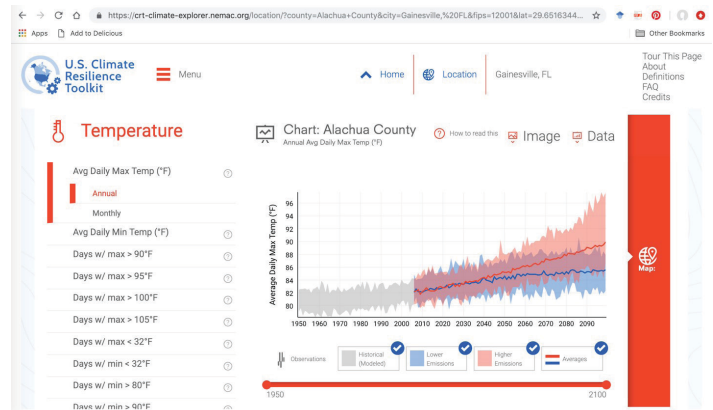 https://crt-climate-explorer.nemac.org/location/?county=Alachua+County&city=Gainesville,%20FL&fips=12001&lat=29.6516344...
Apps
Add to Delicious
Other Bookmarks
U.S. Climate
Resilience
Toolkit
Menu
Home
Location
Gainesville, FL
Tour This Page
About
Definitions
FAQ
Credits
Temperature
Avg Daily Max Temp (°F)
Annual
Monthly
Avg Daily Min Temp (°F)
Days w/ max > 90°F
Days w/ max > 95°F
Days w/ max > 100°F
Days w/ max > 105°F
Days w/ max < 32°F
Days w/ min < 32°F
Days w/ min > 80°F
Days w/ min > 90°F
Chart: Alachua County
Annual Avg Daily Max Temp (°F)
? How to read this
Image
Data
Average Daily Max Temp (°F)
96
94
92
90
88
86
84
82
80
1950 1960 1970 1980 1990 2000 2010 2020 2030 2040 2050 2060 2070 2080 2090
Observations
Historical
(Modeled)
Lower
Emissions
Higher
Emissions
Averages
1950
2100
Map: